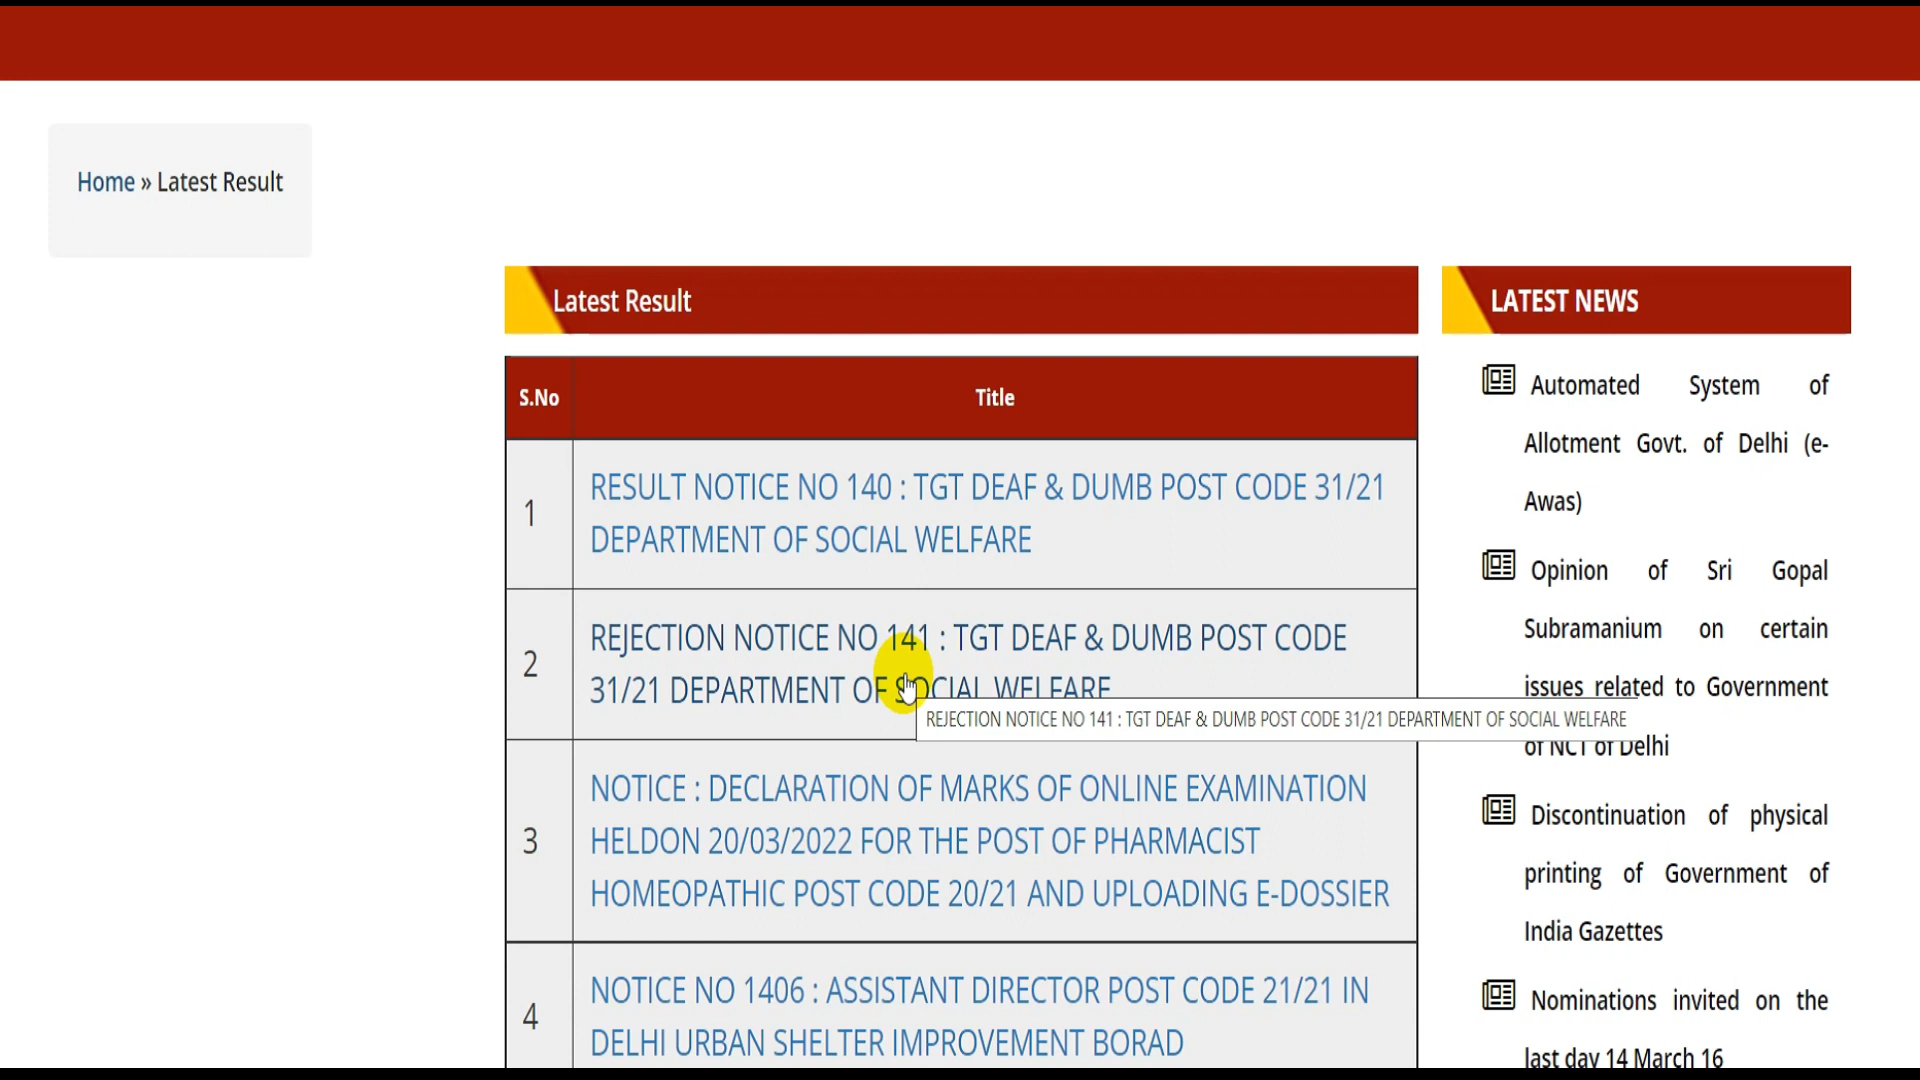 Home » Latest Result
Latest Result
S.No Title
1 RESULT NOTICE NO 140 : TGT DEAF & DUMB POST CODE 31/21
DEPARTMENT OF SOCIAL WELFARE
2 REJECTION NOTICE NO 141 : TGT DEAF & DUMB POST CODE
31/21 DEPARTMENT OF SOCIAL WELFARE
REJECTION NOTICE NO 141 : TGT DEAF & DUMB POST CODE 31/21 DEPARTMENT OF SOCIAL WELFARE
3 NOTICE : DECLARATION OF MARKS OF ONLINE EXAMINATION
HELDON 20/03/2022 FOR THE POST OF PHARMACIST
HOMEOPATHIC POST CODE 20/21 AND UPLOADING E-DOSSIER
4 NOTICE NO 1406 : ASSISTANT DIRECTOR POST CODE 21/21 IN
DELHI URBAN SHELTER IMPROVEMENT BORAD
LATEST NEWS
Automated System of
Allotment Govt. of Delhi (e-
Awas)
Opinion of Sri Gopal
Subramanium on certain
issues related to Government
of NCT of Delhi
Discontinuation of physical
printing of Government of
India Gazettes
Nominations invited on the
last day 14 March 16